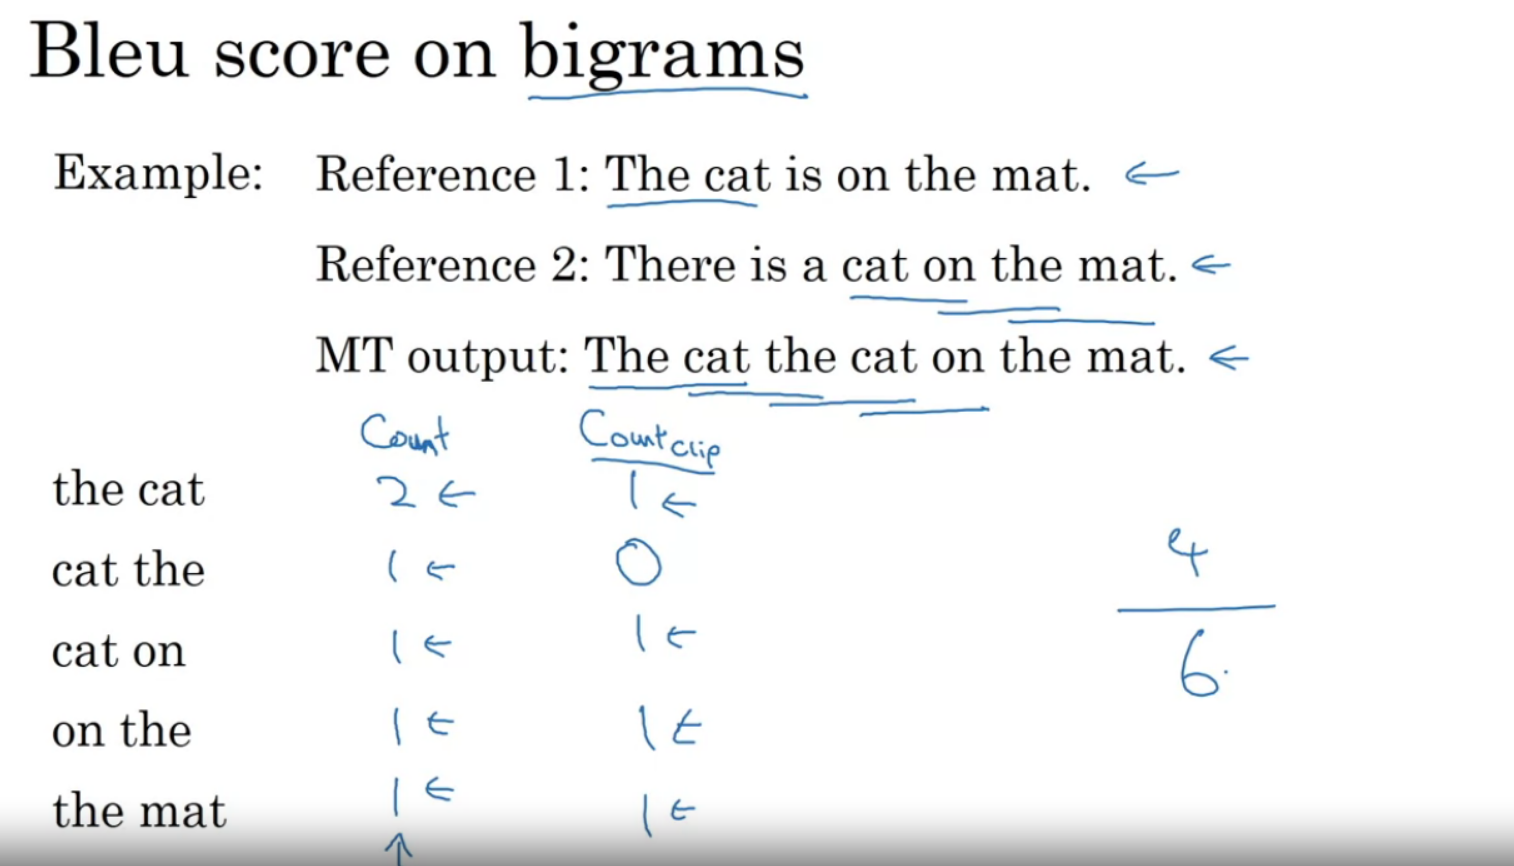 Bleu score on bigrams
Example: Reference 1: The cat is on the mat. ←
Reference 2: There is a cat on the mat. ←
MT output: The cat the cat on the mat. ←
Count Count clip
the cat 2 ← 1 ←
cat the 1 ← 0
cat on 1 ← 1 ←
on the 1 ← 1 ←
the mat 1 ← 1 ←
↑
4
6